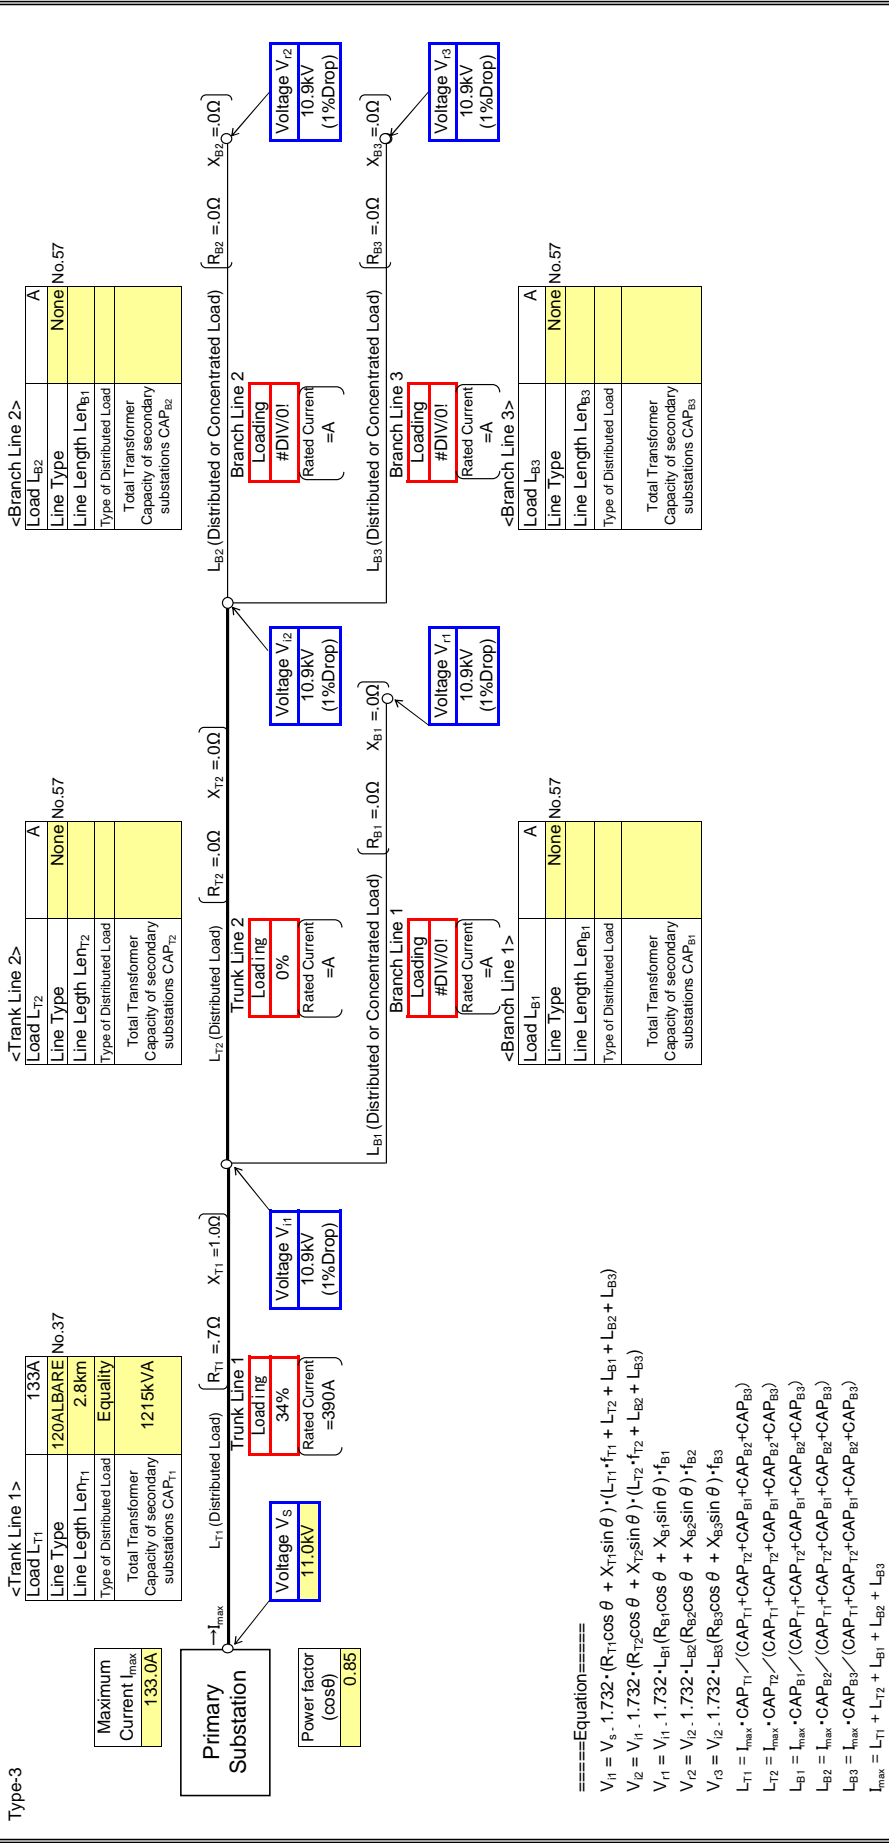 Type-3
Maximum
Current Imax
133.0A
Primary
Substation
Power factor
(cosθ)
0.85
→Imax
Voltage VS
11.0kV
<Trank Line 1>
Load LT1 133A
Line Type 120ALBARE No.37
Line Legth LenT1 2.8km
Type of Distributed Load Equality
Total Transformer
Capacity of secondary
substations CAPT1
1215kVA
LT1 (Distributed Load) RT1 =.7Ω XT1 =1.0Ω
Trunk Line 1
Loading
34%
Rated Current
=390A
Voltage Vi1
10.9kV
(1%Drop)
<Trank Line 2>
Load LT2 A
Line Type None No.57
Line Legth LenT2
Type of Distributed Load
Total Transformer
Capacity of secondary
substations CAPT2
LT2 (Distributed Load) RT2 =.0Ω XT2 =.0Ω
Trunk Line 2
Loading
0%
Rated Current
=A
Voltage Vi2
10.9kV
(1%Drop)
LB1 (Distributed or Concentrated Load) RB1 =.0Ω XB1 =.0Ω
Branch Line 1
Loading
#DIV/0!
Rated Current
=A
Voltage Vr1
10.9kV
(1%Drop)
<Branch Line 1>
Load LB1 A
Line Type None No.57
Line Length LenB1
Type of Distributed Load
Total Transformer
Capacity of secondary
substations CAPB1
<Branch Line 2>
Load LB2 A
Line Type None No.57
Line Length LenB1
Type of Distributed Load
Total Transformer
Capacity of secondary
substations CAPB2
LB2 (Distributed or Concentrated Load) RB2 =.0Ω XB2 =.0Ω
Branch Line 2
Loading
#DIV/0!
Rated Current
=A
Voltage Vr2
10.9kV
(1%Drop)
LB3 (Distributed or Concentrated Load) RB3 =.0Ω XB3 =.0Ω
Branch Line 3
Loading
#DIV/0!
Rated Current
=A
Voltage Vr3
10.9kV
(1%Drop)
<Branch Line 3>
Load LB3 A
Line Type None No.57
Line Length LenB3
Type of Distributed Load
Total Transformer
Capacity of secondary
substations CAPB3
=====Equation=====
Vi1 = Vs - 1.732・(RT1cosθ + XT1sinθ)・(LT1・fT1 + LT2 + LB1 + LB2 + LB3)
Vi2 = Vi1 - 1.732・(RT2cosθ + XT2sinθ)・(LT2・fT2 + LB2 + LB3)
Vr1 = Vi1 - 1.732・LB1(RB1cosθ + XB1sinθ)・fB1
Vr2 = Vi2 - 1.732・LB2(RB2cosθ + XB2sinθ)・fB2
Vr3 = Vi2 - 1.732・LB3(RB3cosθ + XB3sinθ)・fB3
LT1 = Imax・CAPT1／(CAPT1+CAPT2+CAPB1+CAPB2+CAPB3)
LT2 = Imax・CAPT2／(CAPT1+CAPT2+CAPB1+CAPB2+CAPB3)
LB1 = Imax・CAPB1／(CAPT1+CAPT2+CAPB1+CAPB2+CAPB3)
LB2 = Imax・CAPB2／(CAPT1+CAPT2+CAPB1+CAPB2+CAPB3)
LB3 = Imax・CAPB3／(CAPT1+CAPT2+CAPB1+CAPB2+CAPB3)
Imax = LT1 + LT2 + LB1 + LB2 + LB3